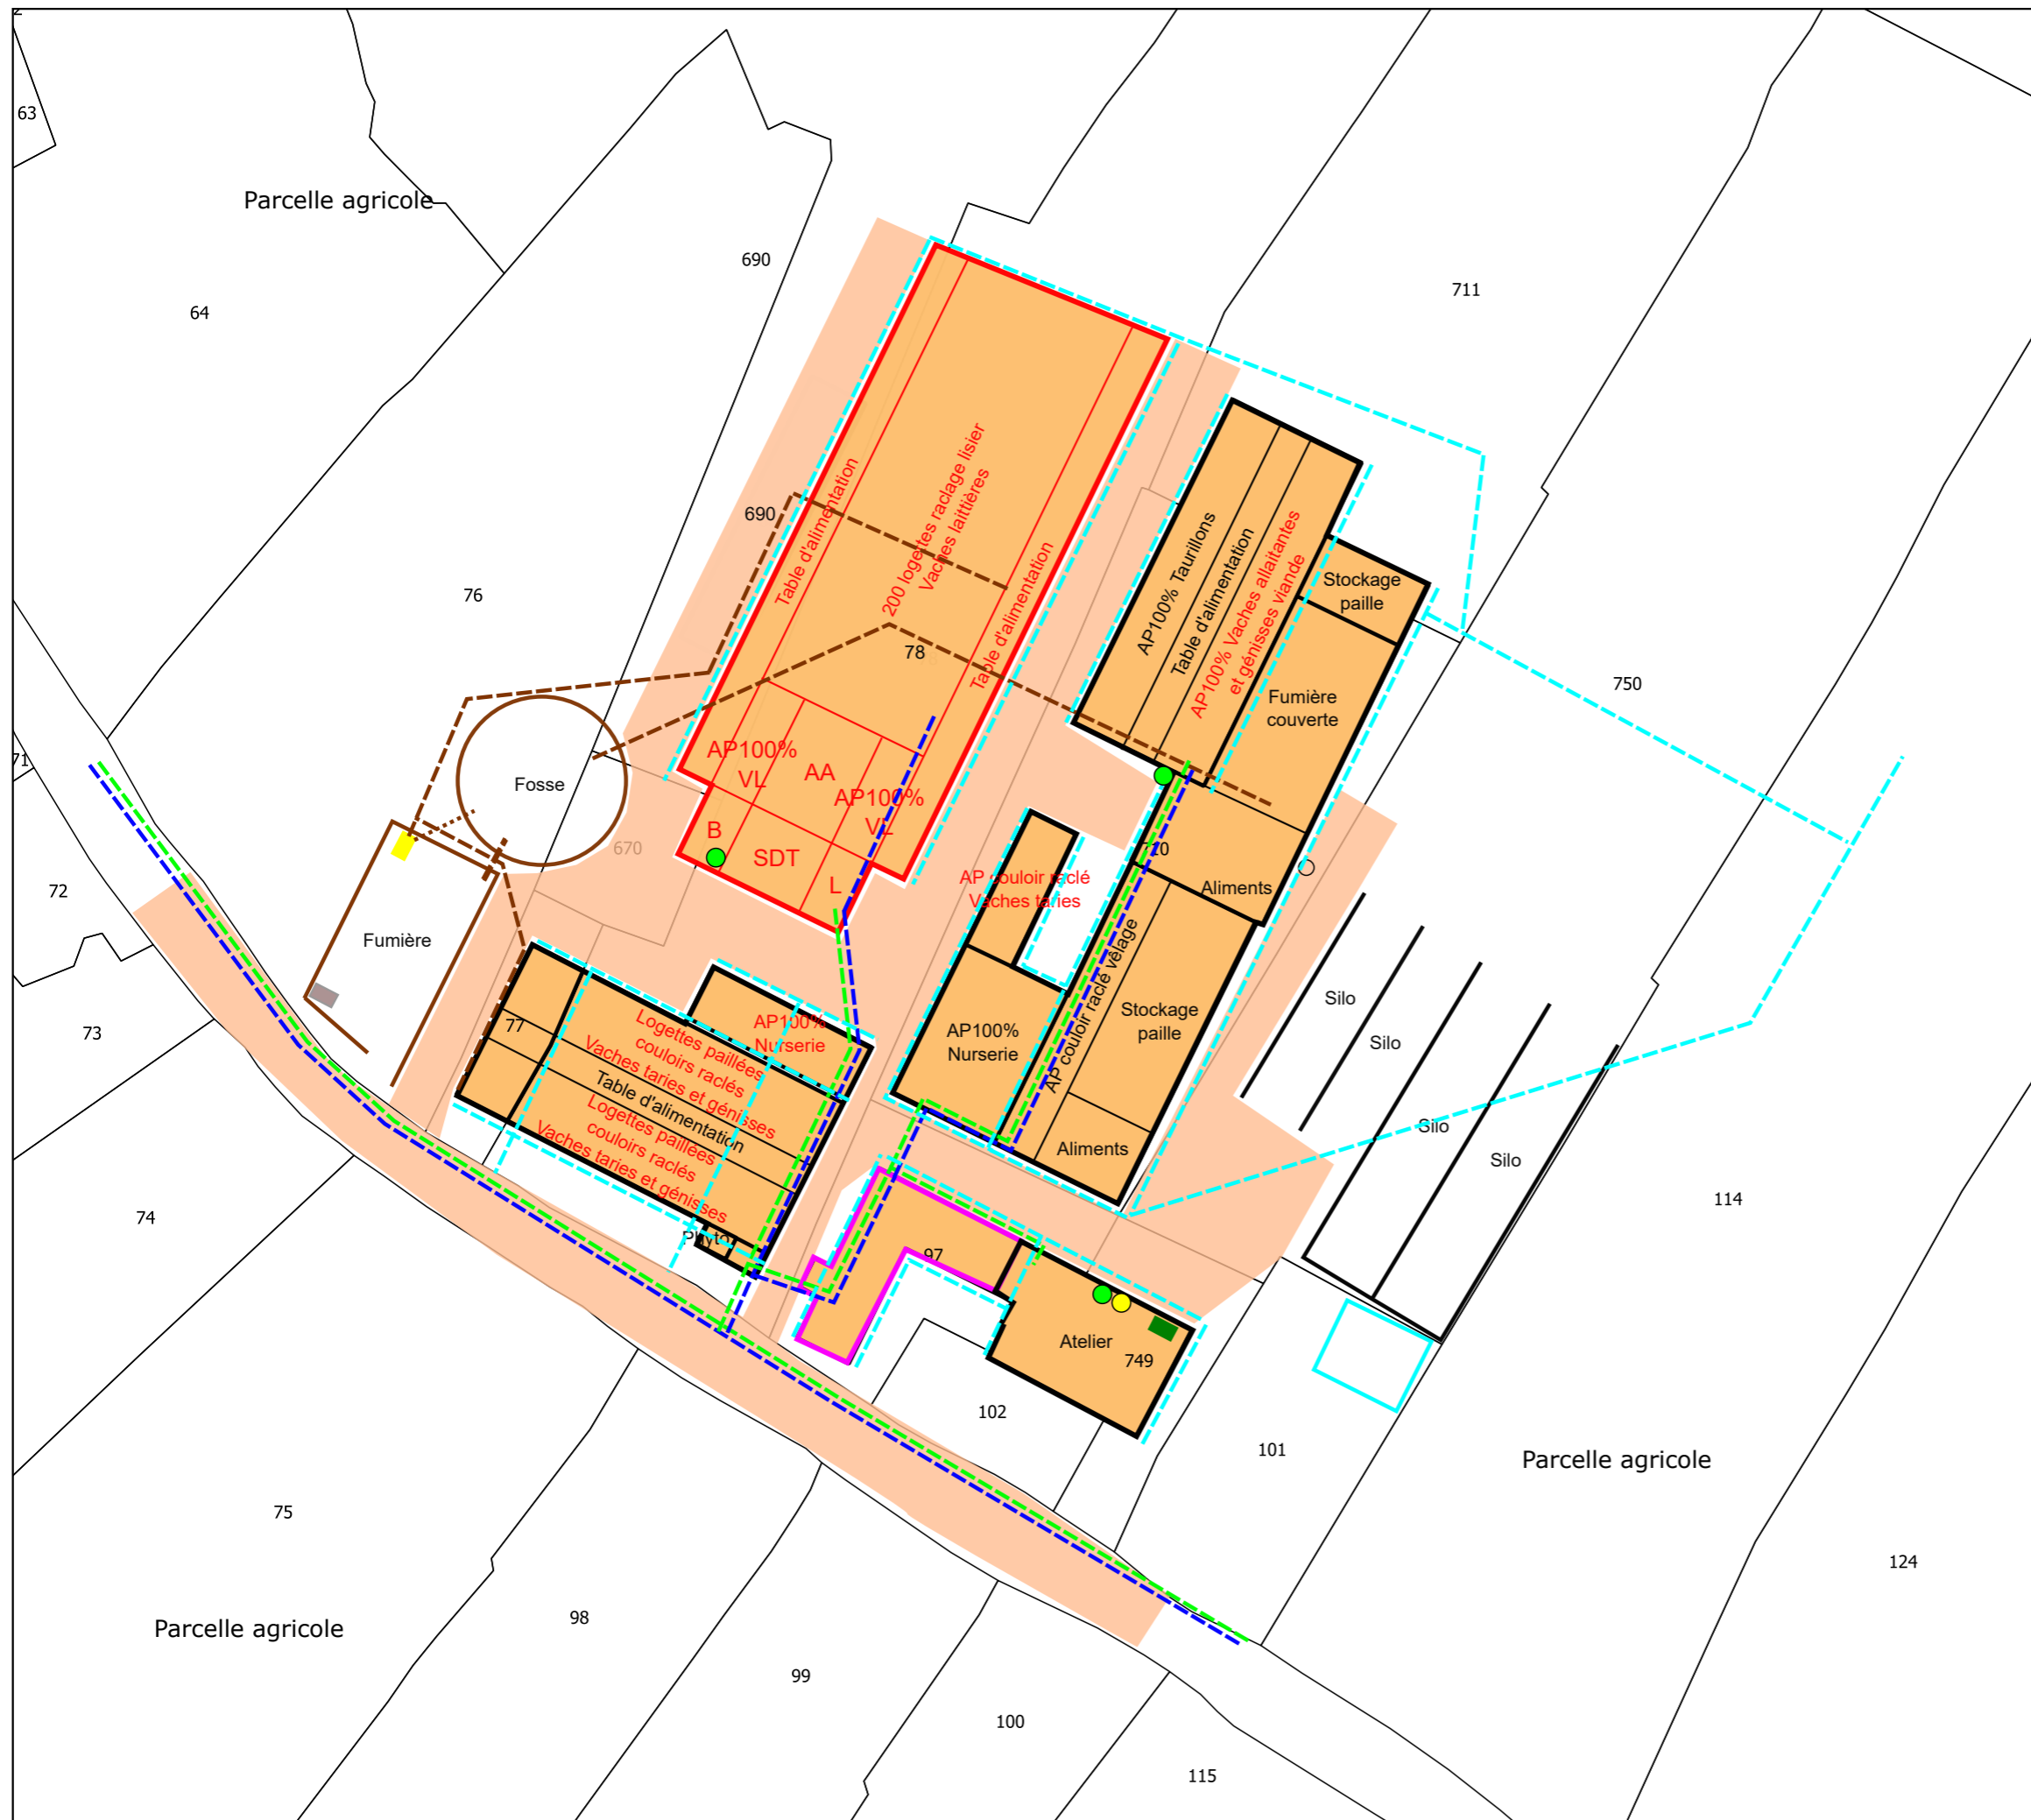 63
Parcelle agricole
690
711
64
690
Table d'alimentation
200 logettes raclage lisier
Vaches laittières
Table d'alimentation
AP100% Taurillons
Table d'alimentation
AP100% Vaches allaitantes
et génisses viande
Stockage
paille
76
78
Fumière
couverte
750
71
Fosse
AP100%
VL
AA
AP100%
VL
B
SDT
L
670
AP couloir raclé
Vaches taries
Aliments
72
Fumière
73
77
Logettes paillées
couloirs raclés
Vaches taries et génisses
Table d'alimentation
Logettes paillées
couloirs raclés
Vaches taries et génisses
AP100%
Nurserie
AP100%
Nurserie
AP couloir raclé vêlage
Stockage
paille
Aliments
Silo
Silo
Silo
Silo
74
114
Phyto
97
Atelier
749
102
101
Parcelle agricole
75
Parcelle agricole
98
99
100
115
124